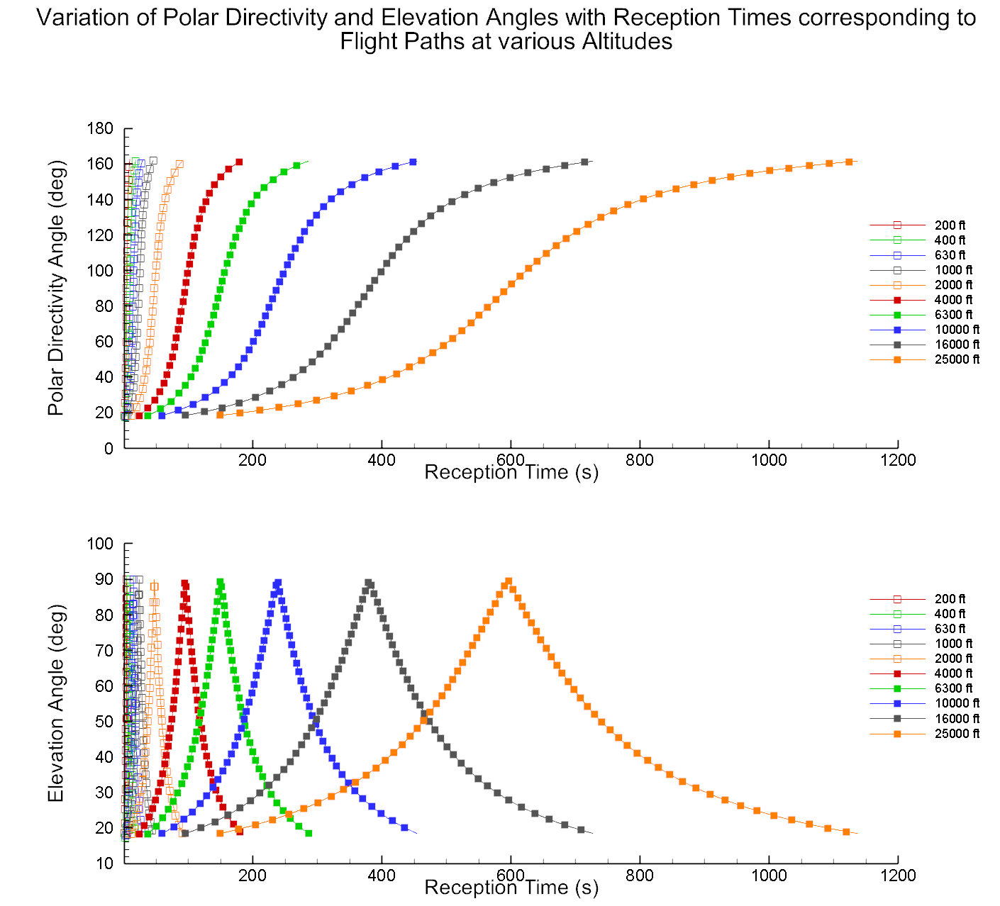 Variation of Polar Directivity and Elevation Angles with Reception Times corresponding to
Flight Paths at various Altitudes
Polar Directivity Angle (deg)
180
160
140
120
100
80
60
40
20
0
200 400 600 800 1000 1200
Reception Time (s)
200 ft
400 ft
630 ft
1000 ft
2000 ft
4000 ft
6300 ft
10000 ft
16000 ft
25000 ft
Elevation Angle (deg)
100
90
80
70
60
50
40
30
20
10
200 400 600 800 1000 1200
Reception Time (s)
200 ft
400 ft
630 ft
1000 ft
2000 ft
4000 ft
6300 ft
10000 ft
16000 ft
25000 ft